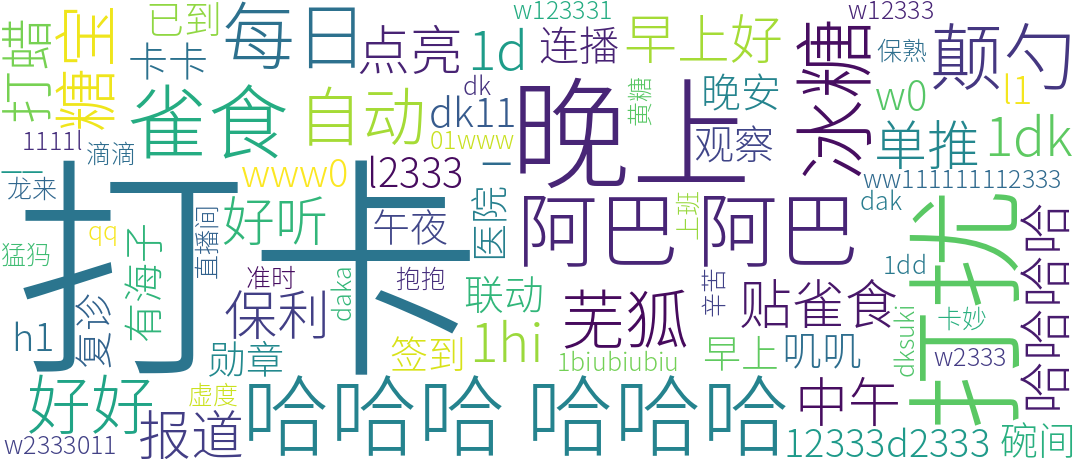 打蜡
糖宝
已到
卡卡
每日
点亮
1d
w123331
连播
早上好
w12333
保熟
颠勺
冰糖
l1
w0
单推
1dk
雀食
自动
dk
dk11
01www
晚上
黄糖
晚安
观察
1111l
滴滴
www0
l2333
一
一
龙来
打卡
好听
午夜
医院
阿巴阿巴
上班
ww111111112333
dak
打扰
哈哈哈哈
qq
猛犸
有海子
直播间
准时
抱抱
daka
联动
芜狐
辛苦
贴雀食
1dd
卡妙
dksuki
h1
复诊
保利
勋章
签到
1hi
1biubiubiu
早上
叽叽
w2333
好好
虚度
报道
哈哈哈 哈哈哈
中午
w2333011
12333d2333
碗间